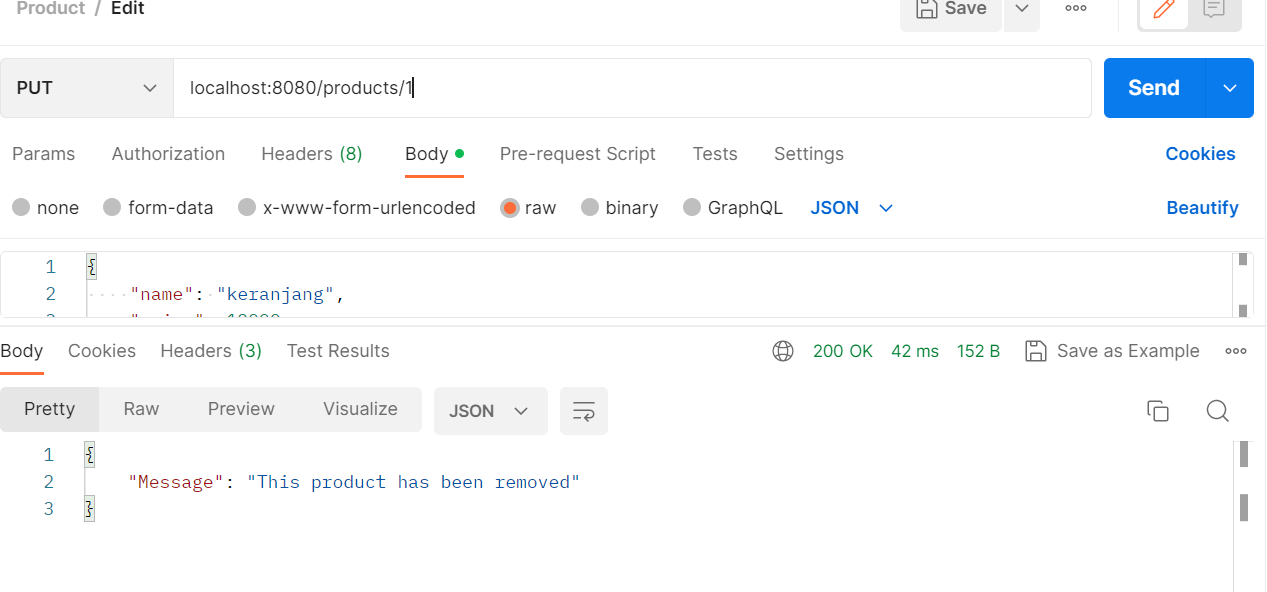 Product / Edit
Save
PUT
localhost:8080/products/1
Send
Params Authorization Headers (8) Body Pre-request Script Tests Settings Cookies
none form-data x-www-form-urlencoded raw binary GraphQL JSON Beautify
1 {
2 "name": "keranjang",
Body Cookies Headers (3) Test Results 200 OK 42 ms 152 B Save as Example
Pretty Raw Preview Visualize JSON
1 {
2 "Message": "This product has been removed"
3 }